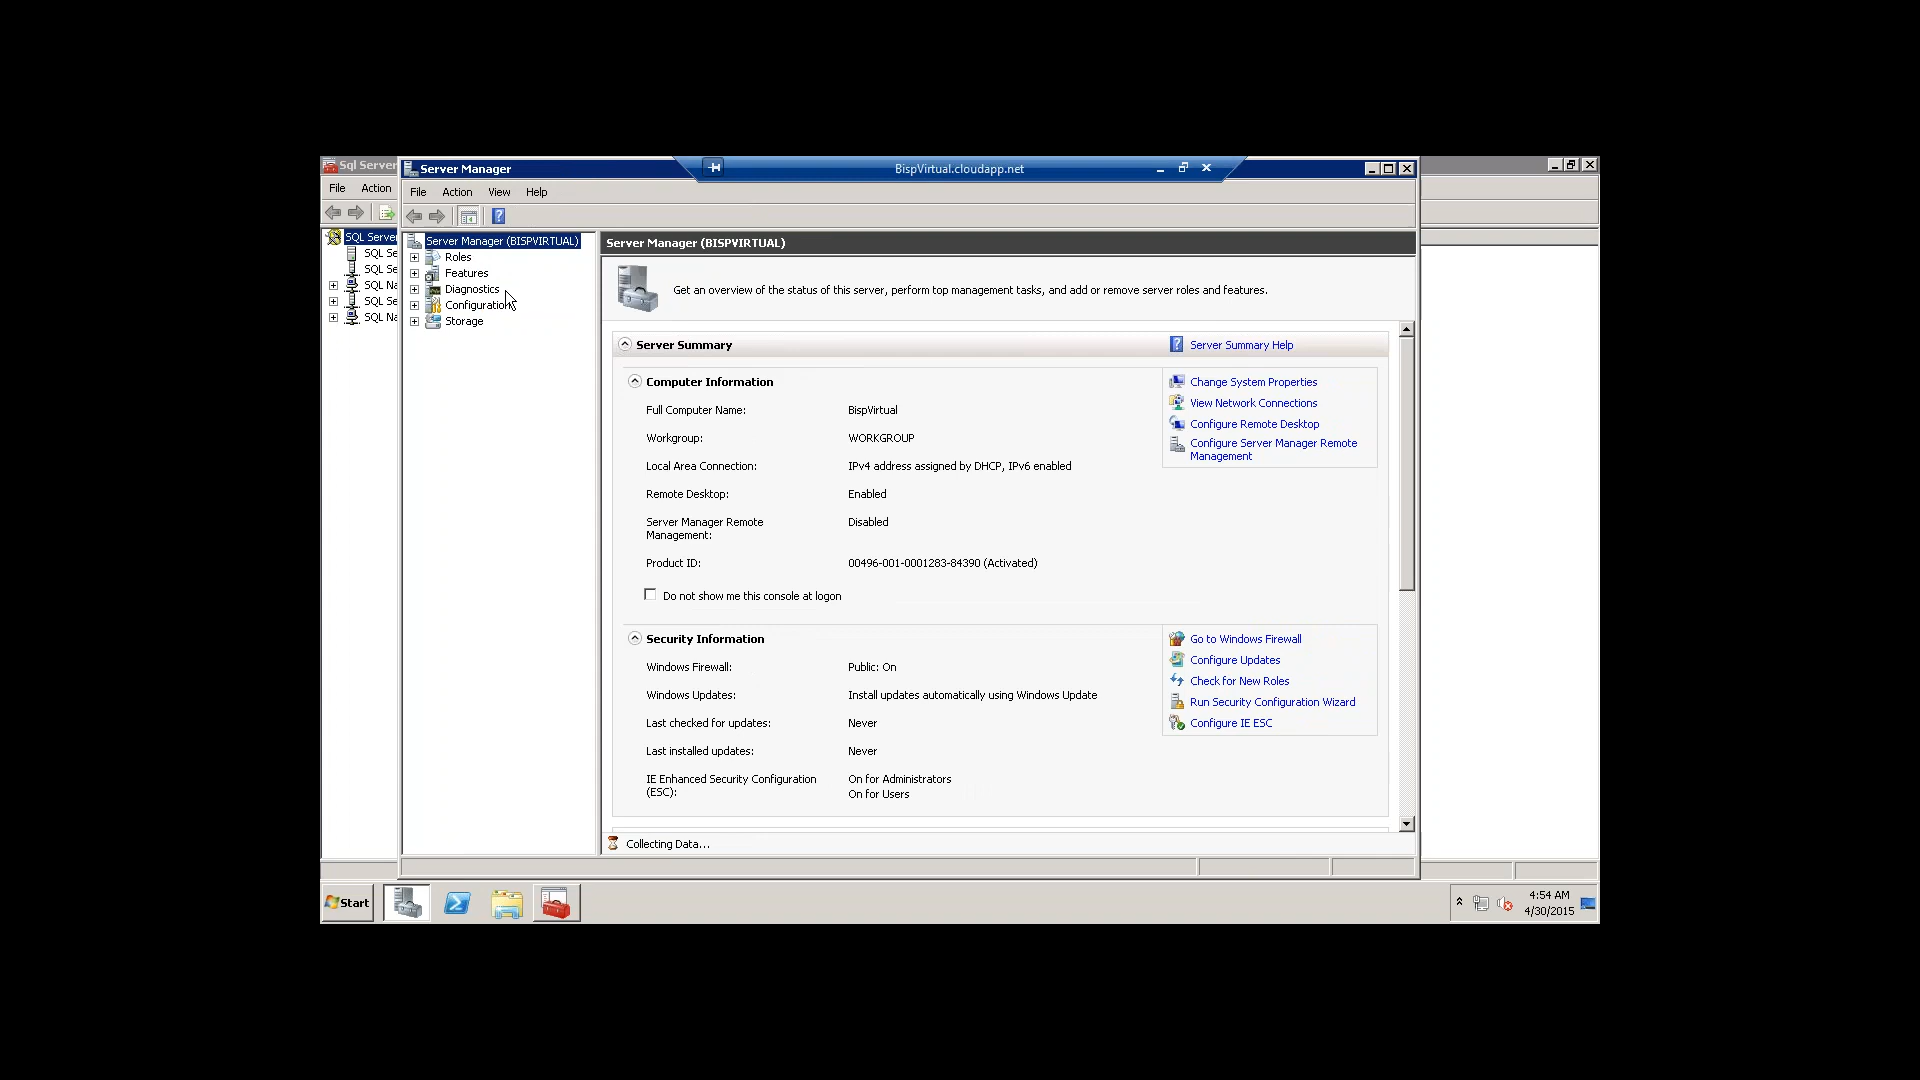 Sql Server
File Action
SQL Server
SQL Se
SQL Se
SQL Na
SQL Se
SQL Na
Server Manager
BispVirtual.cloudapp.net
File Action View Help
Server Manager (BISPVIRTUAL)
Roles
Features
Diagnostics
Configuration
Storage
Server Manager (BISPVIRTUAL)
Get an overview of the status of this server, perform top management tasks, and add or remove server roles and features.
Server Summary
Server Summary Help
Computer Information
Full Computer Name: BispVirtual
Workgroup: WORKGROUP
Local Area Connection: IPv4 address assigned by DHCP, IPv6 enabled
Remote Desktop: Enabled
Server Manager Remote Disabled
Management:
Product ID: 00496-001-0001283-84390 (Activated)
Do not show me this console at logon
Change System Properties
View Network Connections
Configure Remote Desktop
Configure Server Manager Remote
Management
Security Information
Windows Firewall: Public: On
Windows Updates: Install updates automatically using Windows Update
Last checked for updates: Never
Last installed updates: Never
IE Enhanced Security Configuration On for Administrators
(ESC): On for Users
Go to Windows Firewall
Configure Updates
Check for New Roles
Run Security Configuration Wizard
Configure IE ESC
Collecting Data...
Start
4:54 AM
4/30/2015